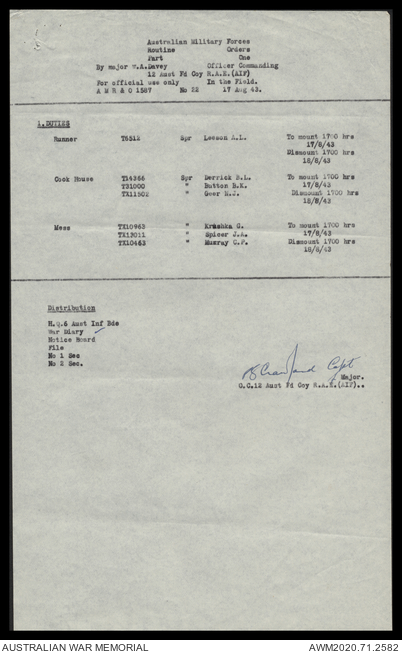 Australian Military Forces
Routine Orders
Part One
By major W.A.Davey Officer Commanding
12 Aust Fd Coy R.A.E.(AIF)
For official use only In the Field.
A M R & O 1587 No 22 17 Aug 43.
1. DUTIES
Runner T6512 Spr Leeson A.L. To mount 1700 hrs
17/8/43
Dismount 1700 hrs
18/8/43
Cook House T14366 Spr Derrick B.L. To mount 1700 hrs
T31000 " Button R.K. 17/8/43
TX11502 " Geer N.J. Dismount 1700 hrs
18/8/43
Mess TX10963 " Krushka G. To mount 1700 hrs
TX13011 " Spicer J.A. 17/8/43
TX10463 " Murray C.F. Dismount 1700 hrs
18/8/43
Distribution
H.Q.6 Aust Inf Bde
War Diary ✓
Notice Board
File
No 1 Sec
No 2 Sec.
Crawford Capt
Major.
O.C.12 Aust Fd Coy R.A.E.(AIF)..
AUSTRALIAN WAR MEMORIAL AWM2020.71.2582